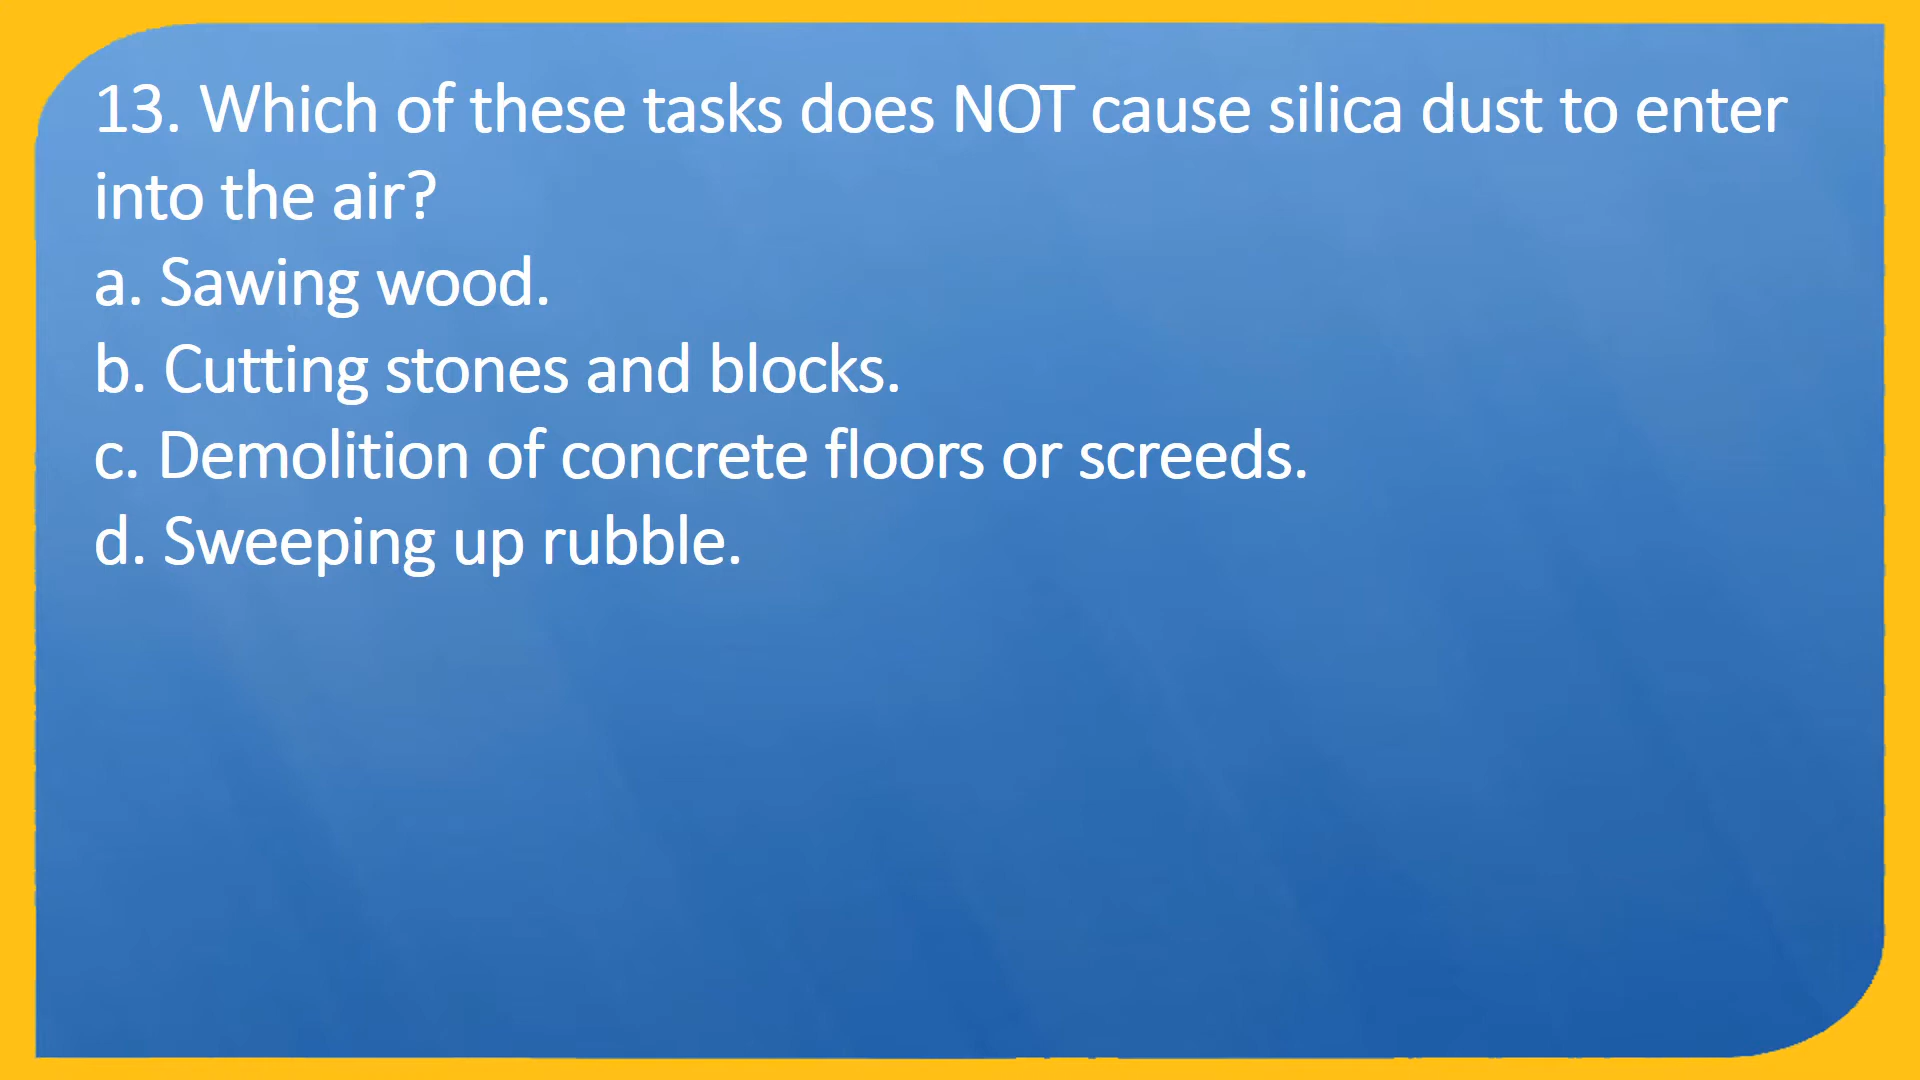 13. Which of these tasks does NOT cause silica dust to enter
into the air?
a. Sawing wood.
b. Cutting stones and blocks.
c. Demolition of concrete floors or screeds.
d. Sweeping up rubble.